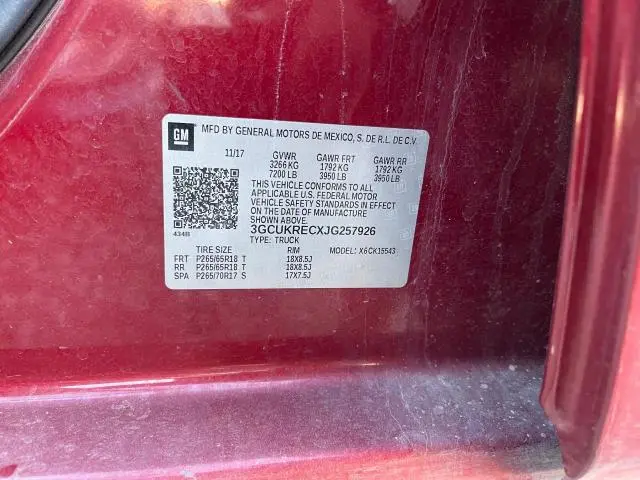 GM MFD BY GENERAL MOTORS DE MEXICO, S. DE R.L. DE C.V.
11/17 GVWR GAWR FRT GAWR RR
3266 KG 1792 KG 1792 KG
7200 LB 3950 LB 3950 LB
THIS VEHICLE CONFORMS TO ALL
APPLICABLE U.S. FEDERAL MOTOR
VEHICLE SAFETY STANDARDS IN EFFECT
ON THE DATE OF MANUFACTURE
SHOWN ABOVE.
434B 3GCUKRECXJG257926
TYPE: TRUCK
TIRE SIZE RIM MODEL: X6CK15543
FRT P265/65R18 T 18X8.5J
RR P265/65R18 T 18X8.5J
SPA P265/70R17 S 17X7.5J